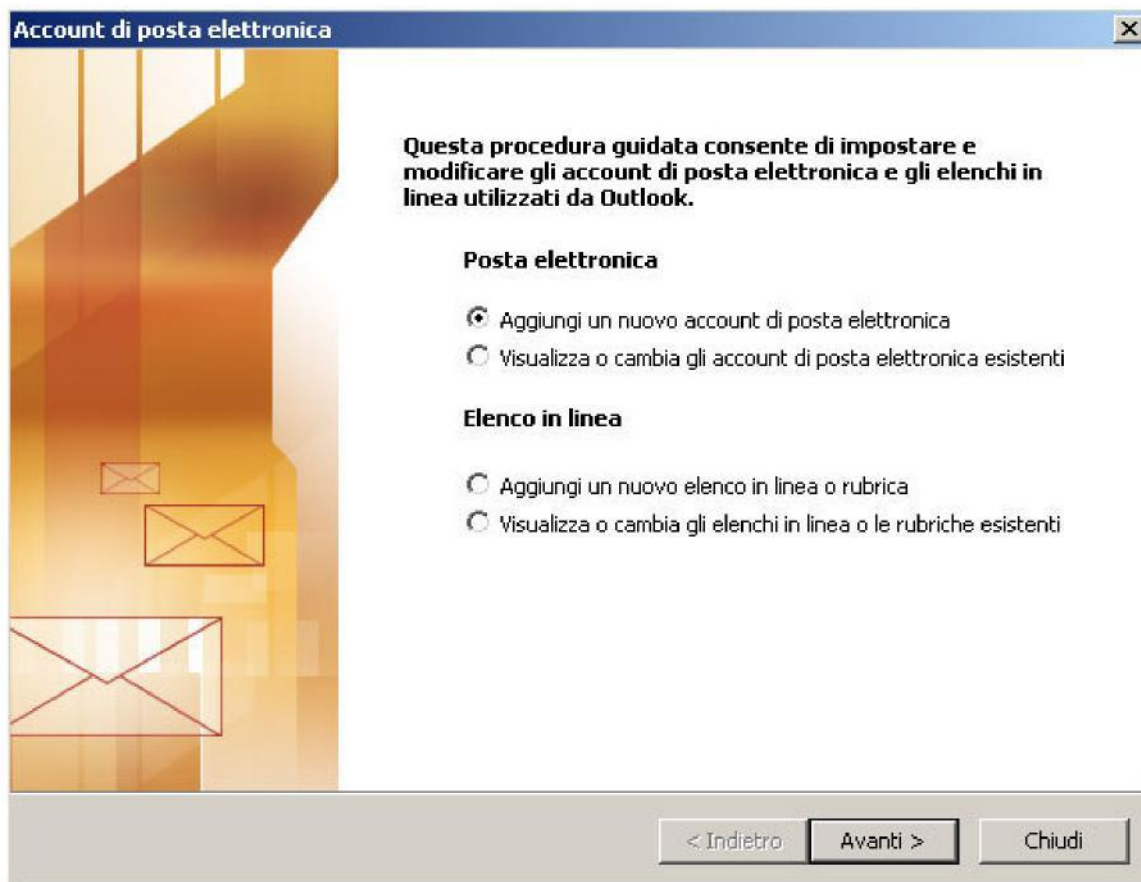 Account di posta elettronica
Questa procedura guidata consente di impostare e
modificare gli account di posta elettronica e gli elenchi in
linea utilizzati da Outlook.
Posta elettronica
Aggiungi un nuovo account di posta elettronica
Visualizza o cambia gli account di posta elettronica esistenti
Elenco in linea
Aggiungi un nuovo elenco in linea o rubrica
Visualizza o cambia gli elenchi in linea o le rubriche esistenti
< Indietro
Avanti >
Chiudi